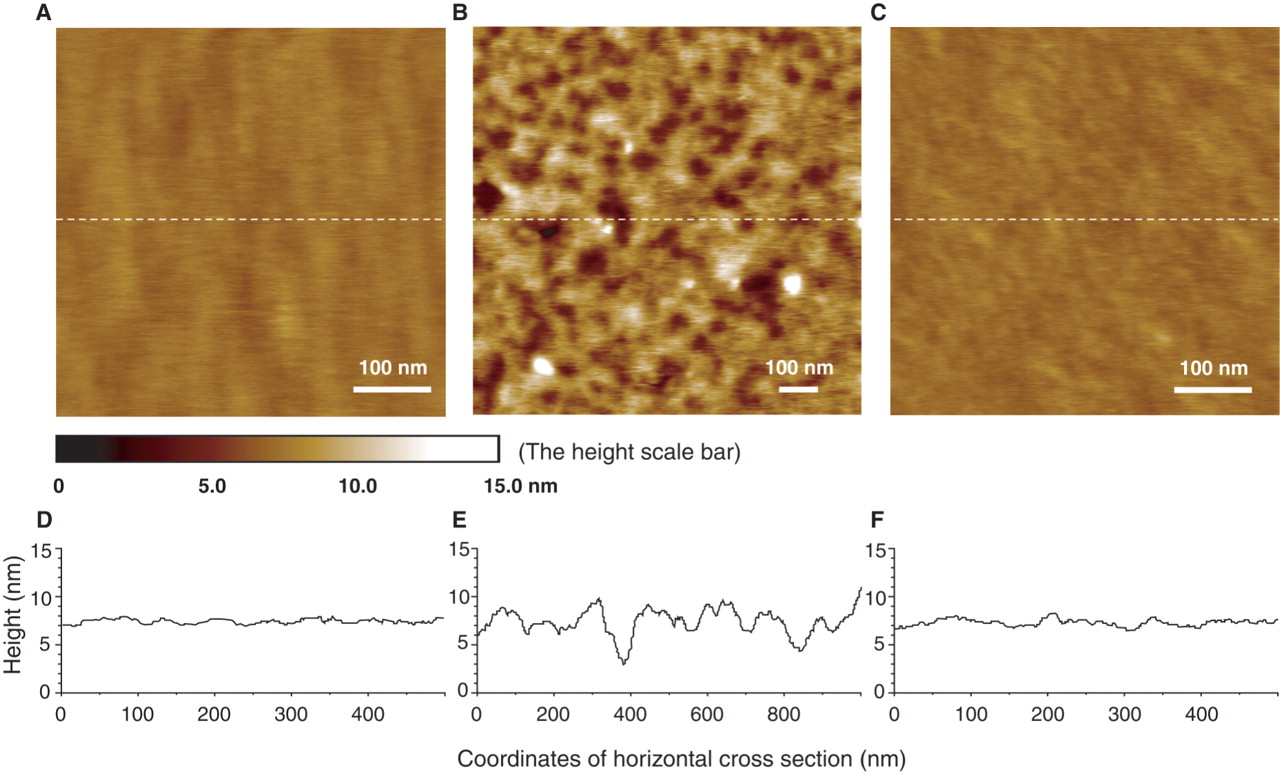 A B C
100 nm 100 nm 100 nm
(The height scale bar)
0 5.0 10.0 15.0 nm
D E F
15 15 15
10 10 10
5 5 5
0 0 0
Height (nm)
0 100 200 300 400 0 200 400 600 800 0 100 200 300 400
Coordinates of horizontal cross section (nm)